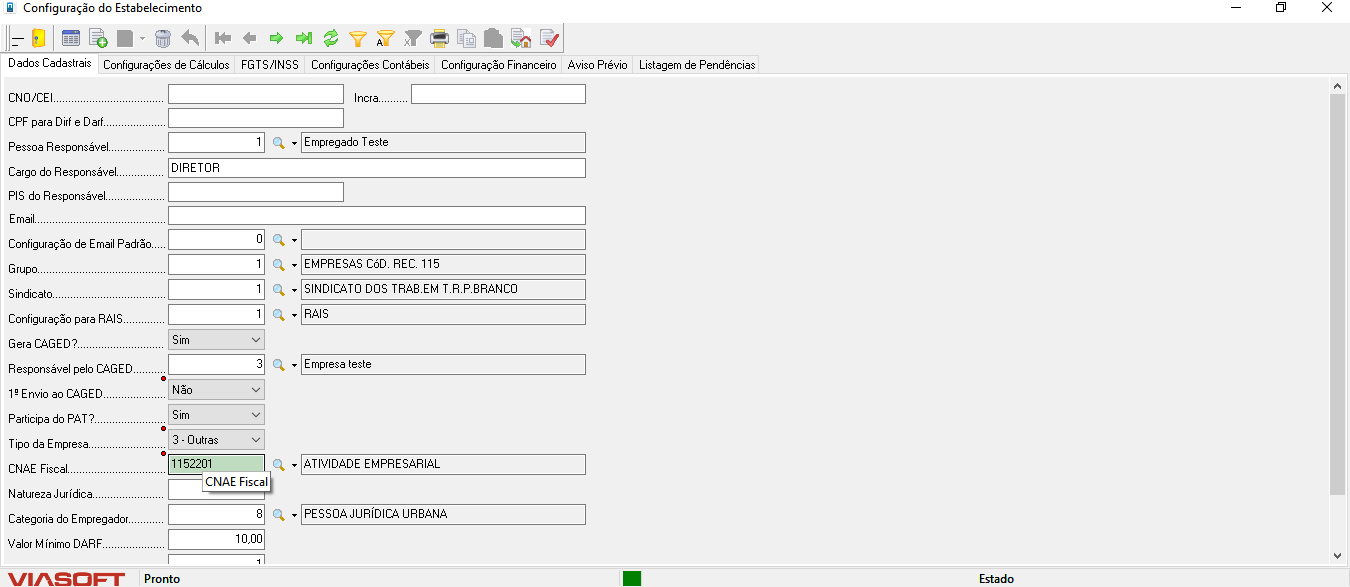 Configuração do Estabelecimento
Dados Cadastrais Configurações de Cálculos FGTS/INSS Configurações Contábeis Configuração Financeiro Aviso Prévio Listagem de Pendências
CNO/CEI Incra
CPF para Dirf e Darf
Pessoa Responsável 1 Empregado Teste
Cargo do Responsável DIRETOR
PIS do Responsável
Email
Configuração de Email Padrão 0
Grupo 1 EMPRESAS CóD. REC. 115
Sindicato 1 SINDICATO DOS TRAB.EM T.R.P.BRANCO
Configuração para RAIS 1 RAIS
Gera CAGED? Sim
Responsável pelo CAGED 3 Empresa teste
1º Envio ao CAGED Não
Participa do PAT? Sim
Tipo da Empresa 3 - Outras
CNAE Fiscal 1152201 ATIVIDADE EMPRESARIAL
CNAE Fiscal
Natureza Jurídica
Categoria do Empregador 8 PESSOA JURÍDICA URBANA
Valor Mínimo DARF 10,00
1
VIASOFT Pronto Estado